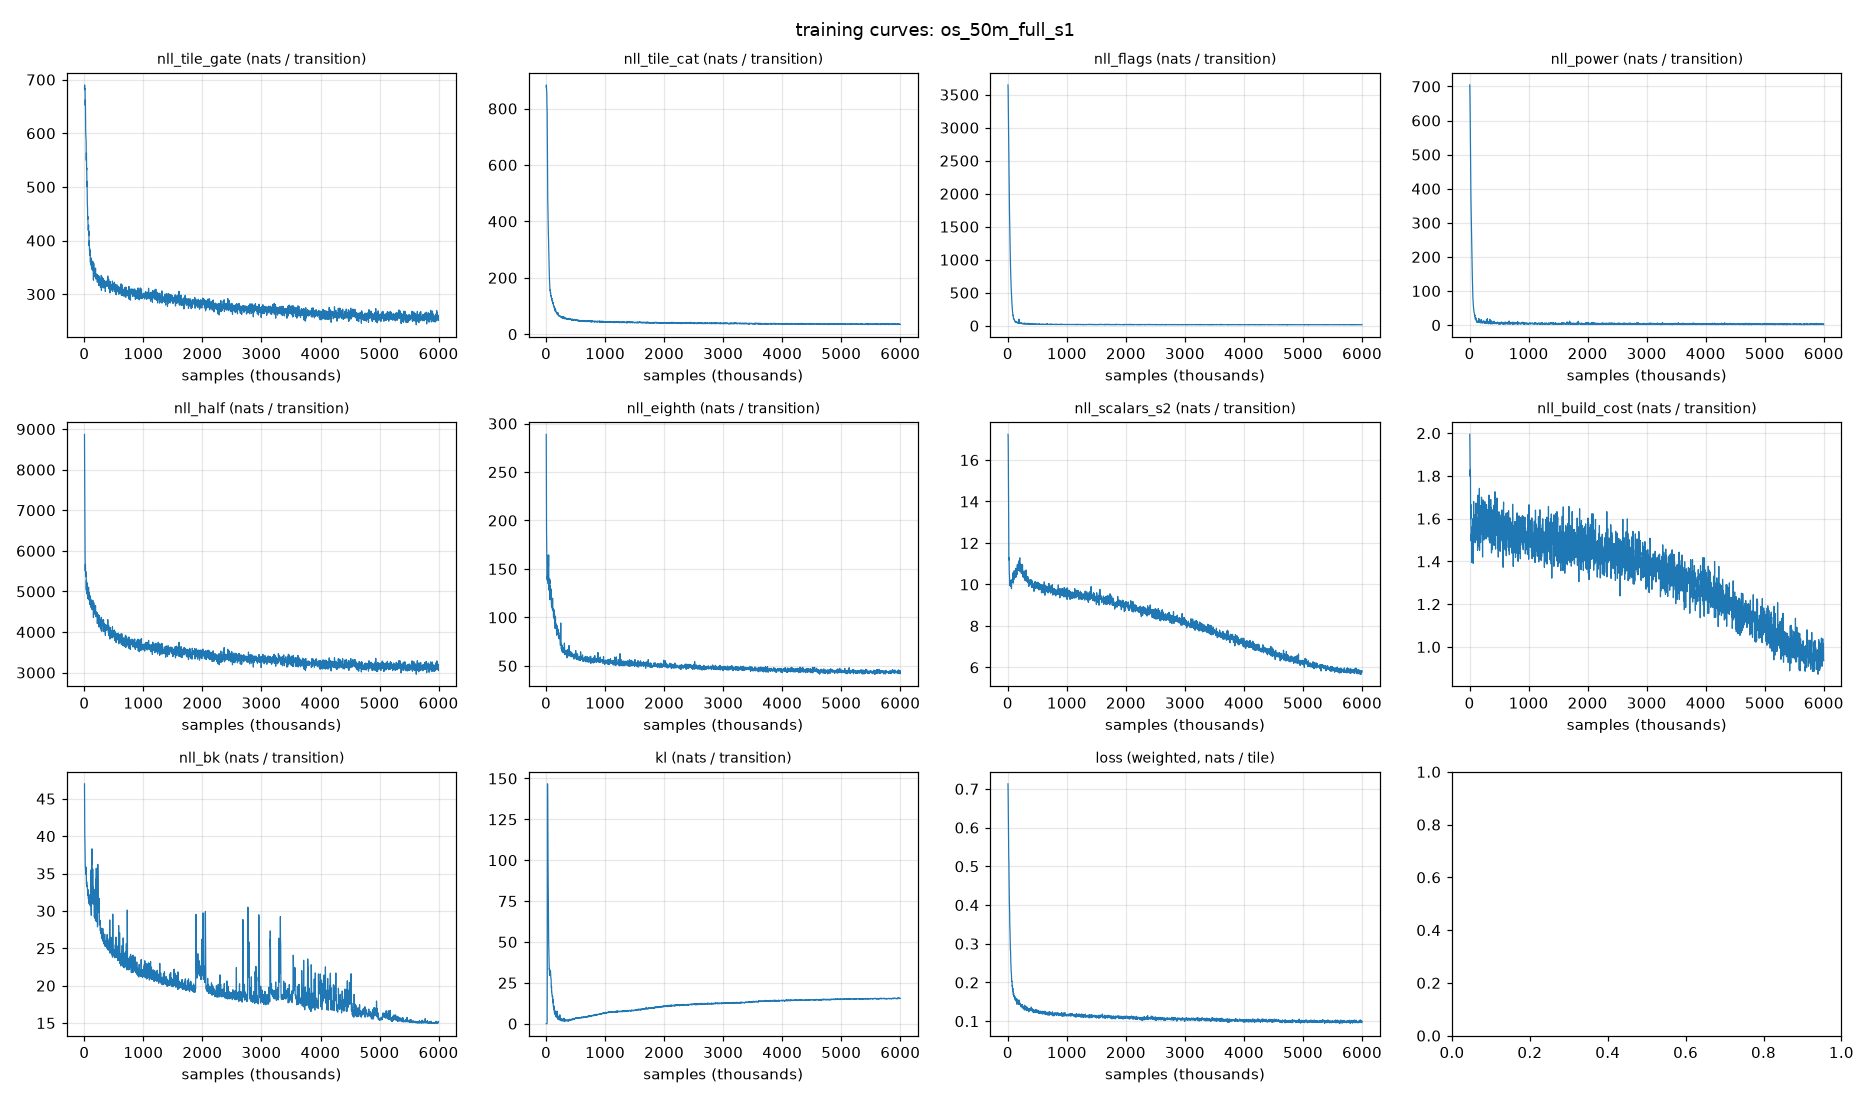 training curves: os_50m_full_s1
nll_tile_gate (nats / transition)
700
600
500
400
300
0 1000 2000 3000 4000 5000 6000
samples (thousands)
nll_tile_cat (nats / transition)
800
600
400
200
0
0 1000 2000 3000 4000 5000 6000
samples (thousands)
nll_flags (nats / transition)
3500
3000
2500
2000
1500
1000
500
0
0 1000 2000 3000 4000 5000 6000
samples (thousands)
nll_power (nats / transition)
700
600
500
400
300
200
100
0
0 1000 2000 3000 4000 5000 6000
samples (thousands)
nll_half (nats / transition)
9000
8000
7000
6000
5000
4000
3000
0 1000 2000 3000 4000 5000 6000
samples (thousands)
nll_eighth (nats / transition)
300
250
200
150
100
50
0 1000 2000 3000 4000 5000 6000
samples (thousands)
nll_scalars_s2 (nats / transition)
16
14
12
10
8
6
0 1000 2000 3000 4000 5000 6000
samples (thousands)
nll_build_cost (nats / transition)
2.0
1.8
1.6
1.4
1.2
1.0
0 1000 2000 3000 4000 5000 6000
samples (thousands)
nll_bk (nats / transition)
45
40
35
30
25
20
15
0 1000 2000 3000 4000 5000 6000
samples (thousands)
kl (nats / transition)
150
125
100
75
50
25
0
0 1000 2000 3000 4000 5000 6000
samples (thousands)
loss (weighted, nats / tile)
0.7
0.6
0.5
0.4
0.3
0.2
0.1
0 1000 2000 3000 4000 5000 6000
samples (thousands)
1.0
0.8
0.6
0.4
0.2
0.0
0.0 0.2 0.4 0.6 0.8 1.0